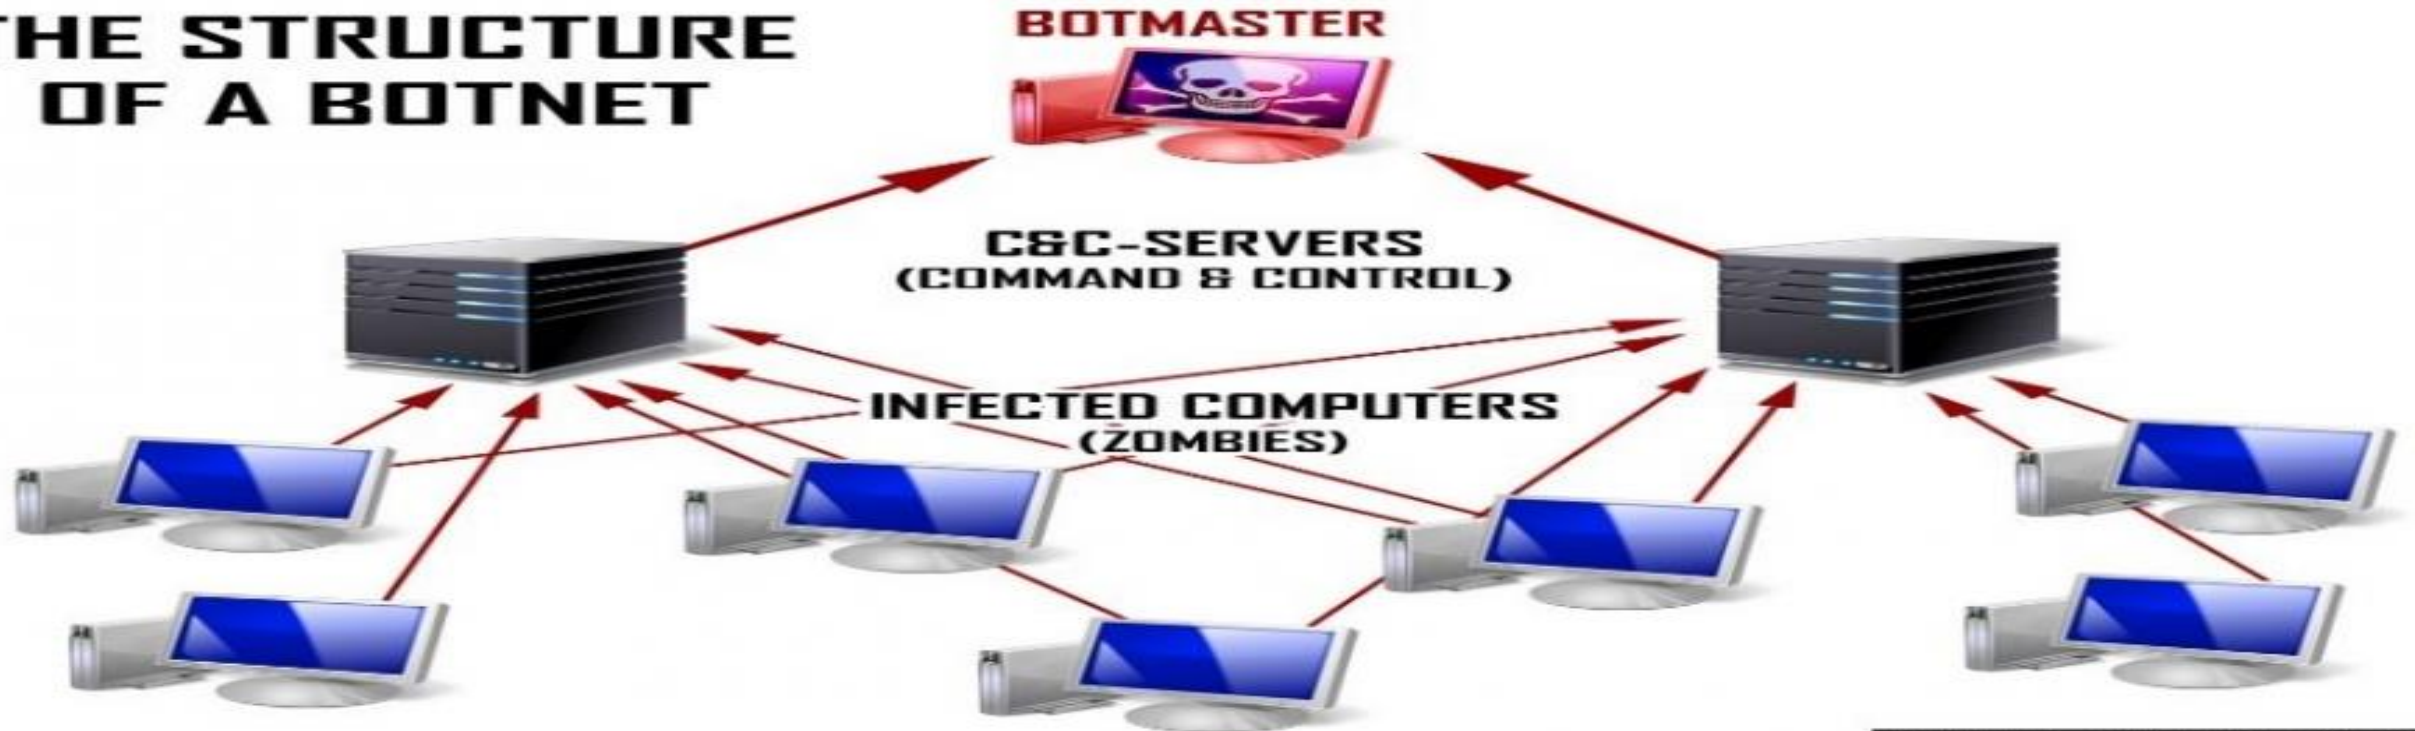 THE STRUCTURE
OF A BOTNET
BOTMASTER
C&C-SERVERS
(COMMAND & CONTROL)
INFECTED COMPUTERS
(ZOMBIES)